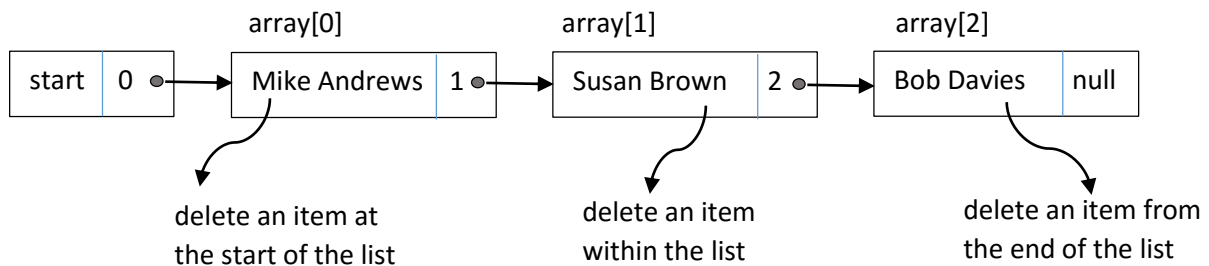 array[0]
array[1]
array[2]
start 0
Mike Andrews 1
Susan Brown 2
Bob Davies null
delete an item at
the start of the list
delete an item
within the list
delete an item from
the end of the list